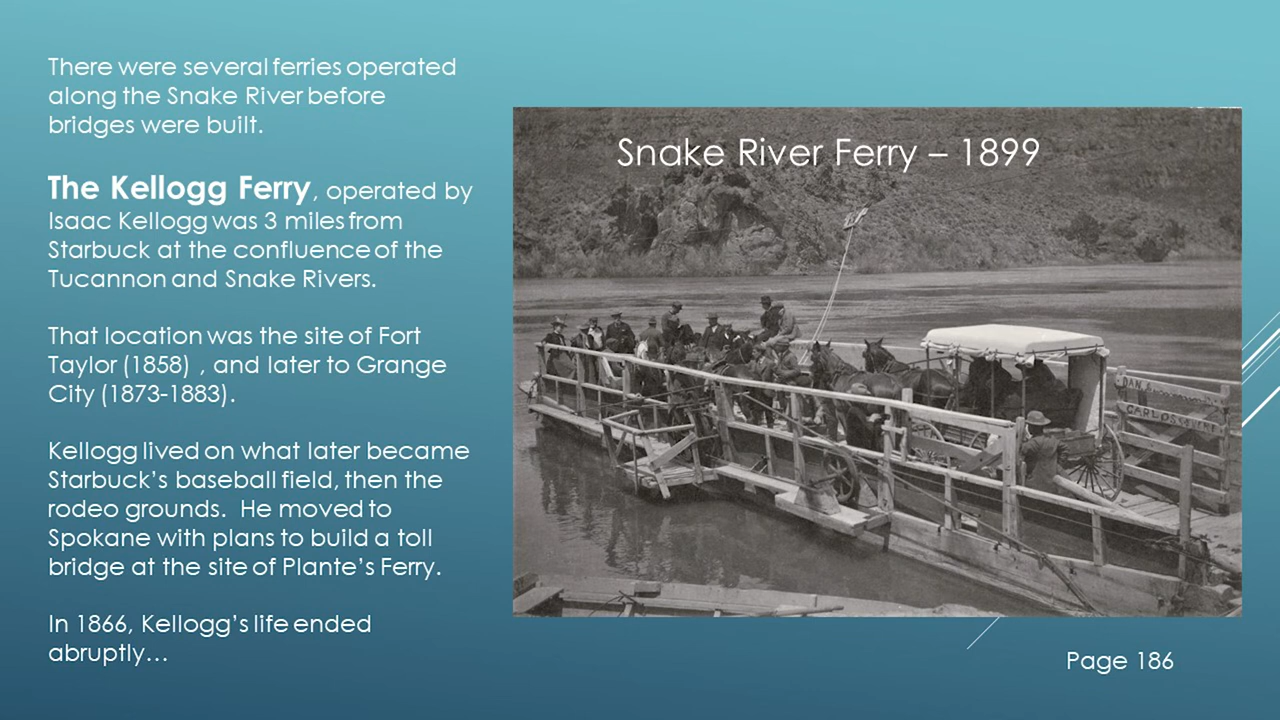 There were several ferries operated
along the Snake River before
bridges were built.
The Kellogg Ferry, operated by
Isaac Kellogg was 3 miles from
Starbuck at the confluence of the
Tucannon and Snake Rivers.
That location was the site of Fort
Taylor (1858) , and later to Grange
City (1873-1883).
Kellogg lived on what later became
Starbuck’s baseball field, then the
rodeo grounds.  He moved to
Spokane with plans to build a toll
bridge at the site of Plante’s Ferry.
In 1866, Kellogg’s life ended
abruptly…
Snake River Ferry – 1899
DAN
Page 186